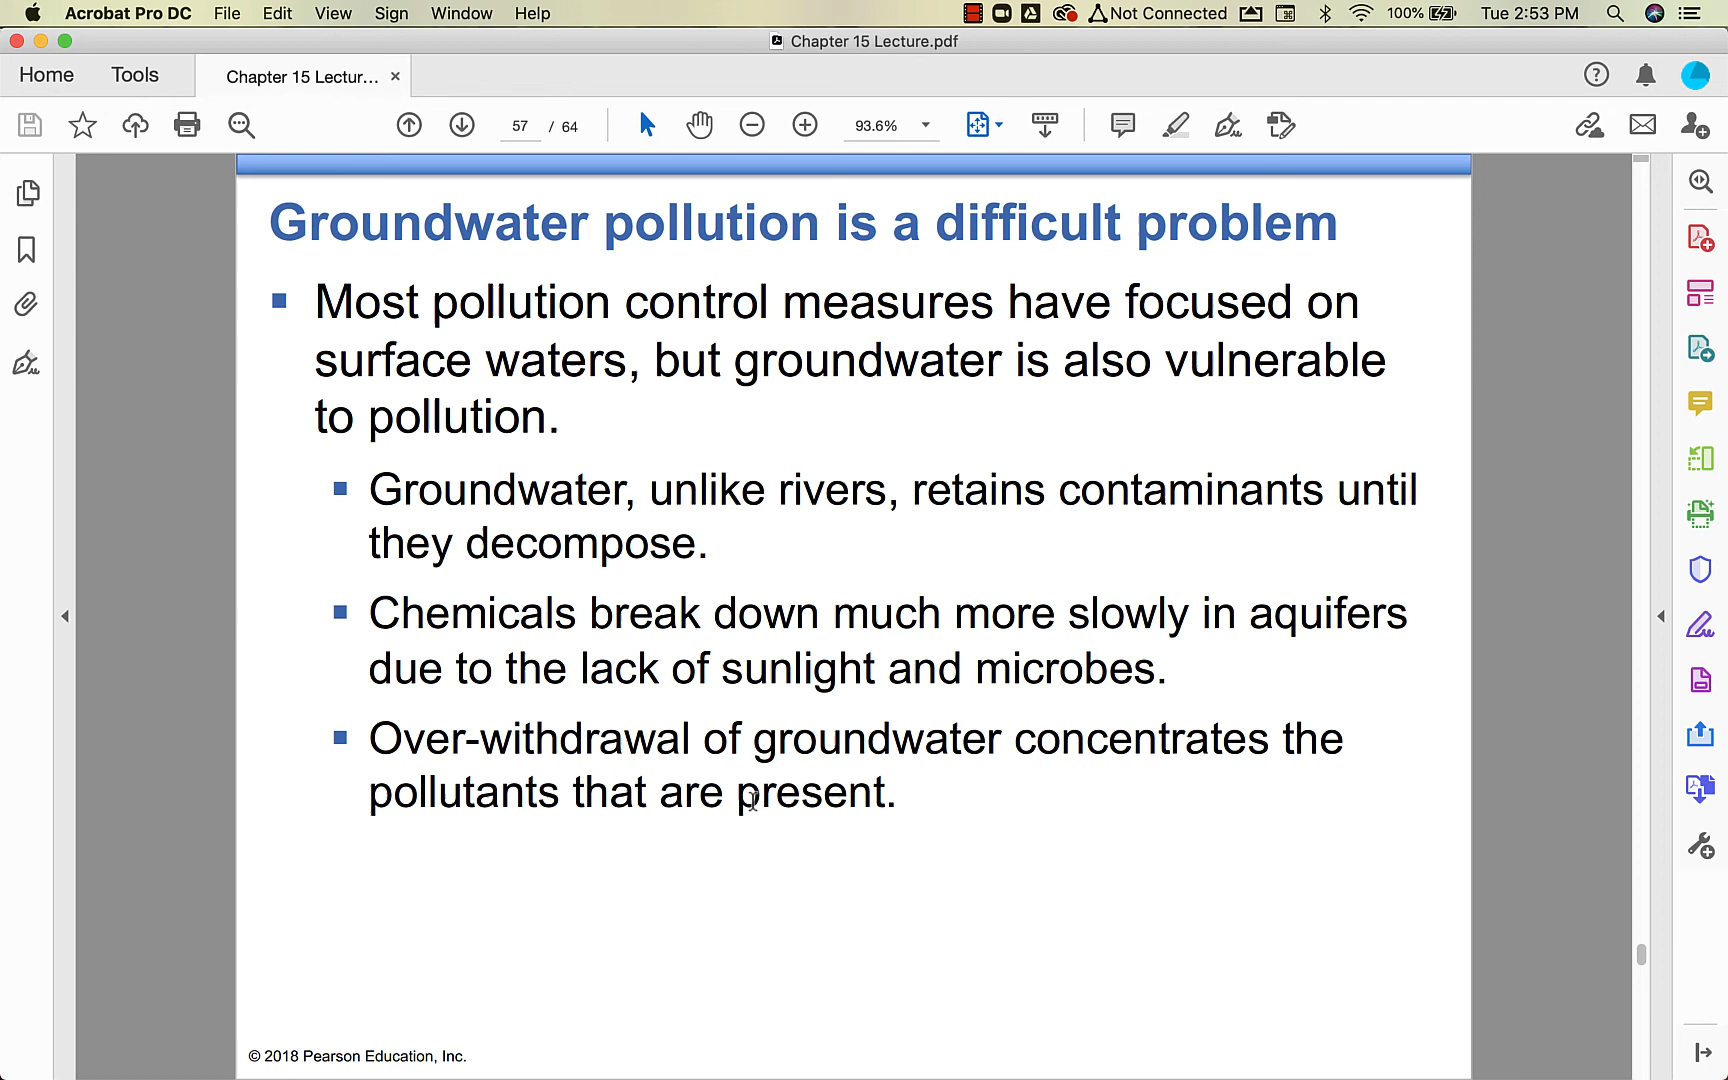 Acrobat Pro DC File Edit View Sign Window Help Not Connected 100% Tue 2:53 PM
Chapter 15 Lecture.pdf
Home Tools Chapter 15 Lectur... ×
57 / 64 93.6%
Groundwater pollution is a difficult problem
Most pollution control measures have focused on
surface waters, but groundwater is also vulnerable
to pollution.
Groundwater, unlike rivers, retains contaminants until
they decompose.
Chemicals break down much more slowly in aquifers
due to the lack of sunlight and microbes.
Over-withdrawal of groundwater concentrates the
pollutants that are present.
© 2018 Pearson Education, Inc.